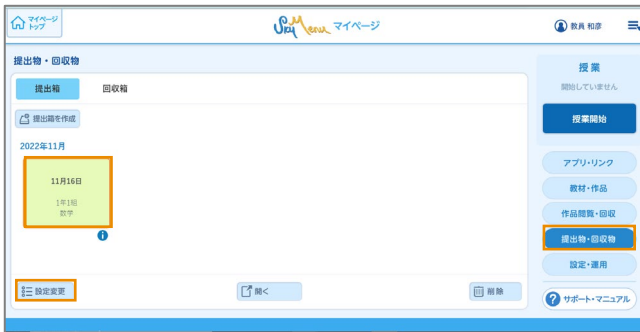 マイページ
トップ
SkyMenu マイページ
教員 和彦
提出物・回収物
提出箱
回収箱
提出箱を作成
2022年11月
11月16日
1年1組
数学
設定変更
開く
削除
授業
開始していません
授業開始
アプリ・リンク
教材・作品
作品閲覧・回収
提出物・回収物
設定・運用
サポート・マニュアル